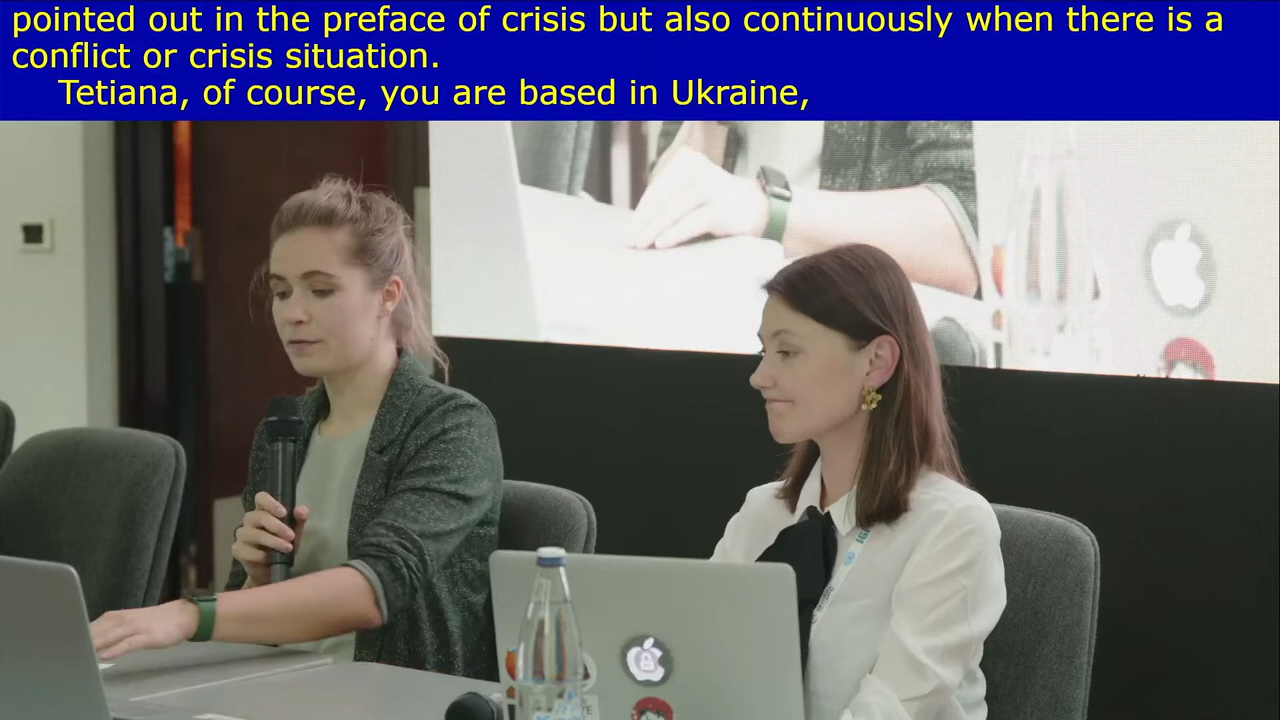 pointed out in the preface of crisis but also continuously when there is a
conflict or crisis situation.
Tetiana, of course, you are based in Ukraine,